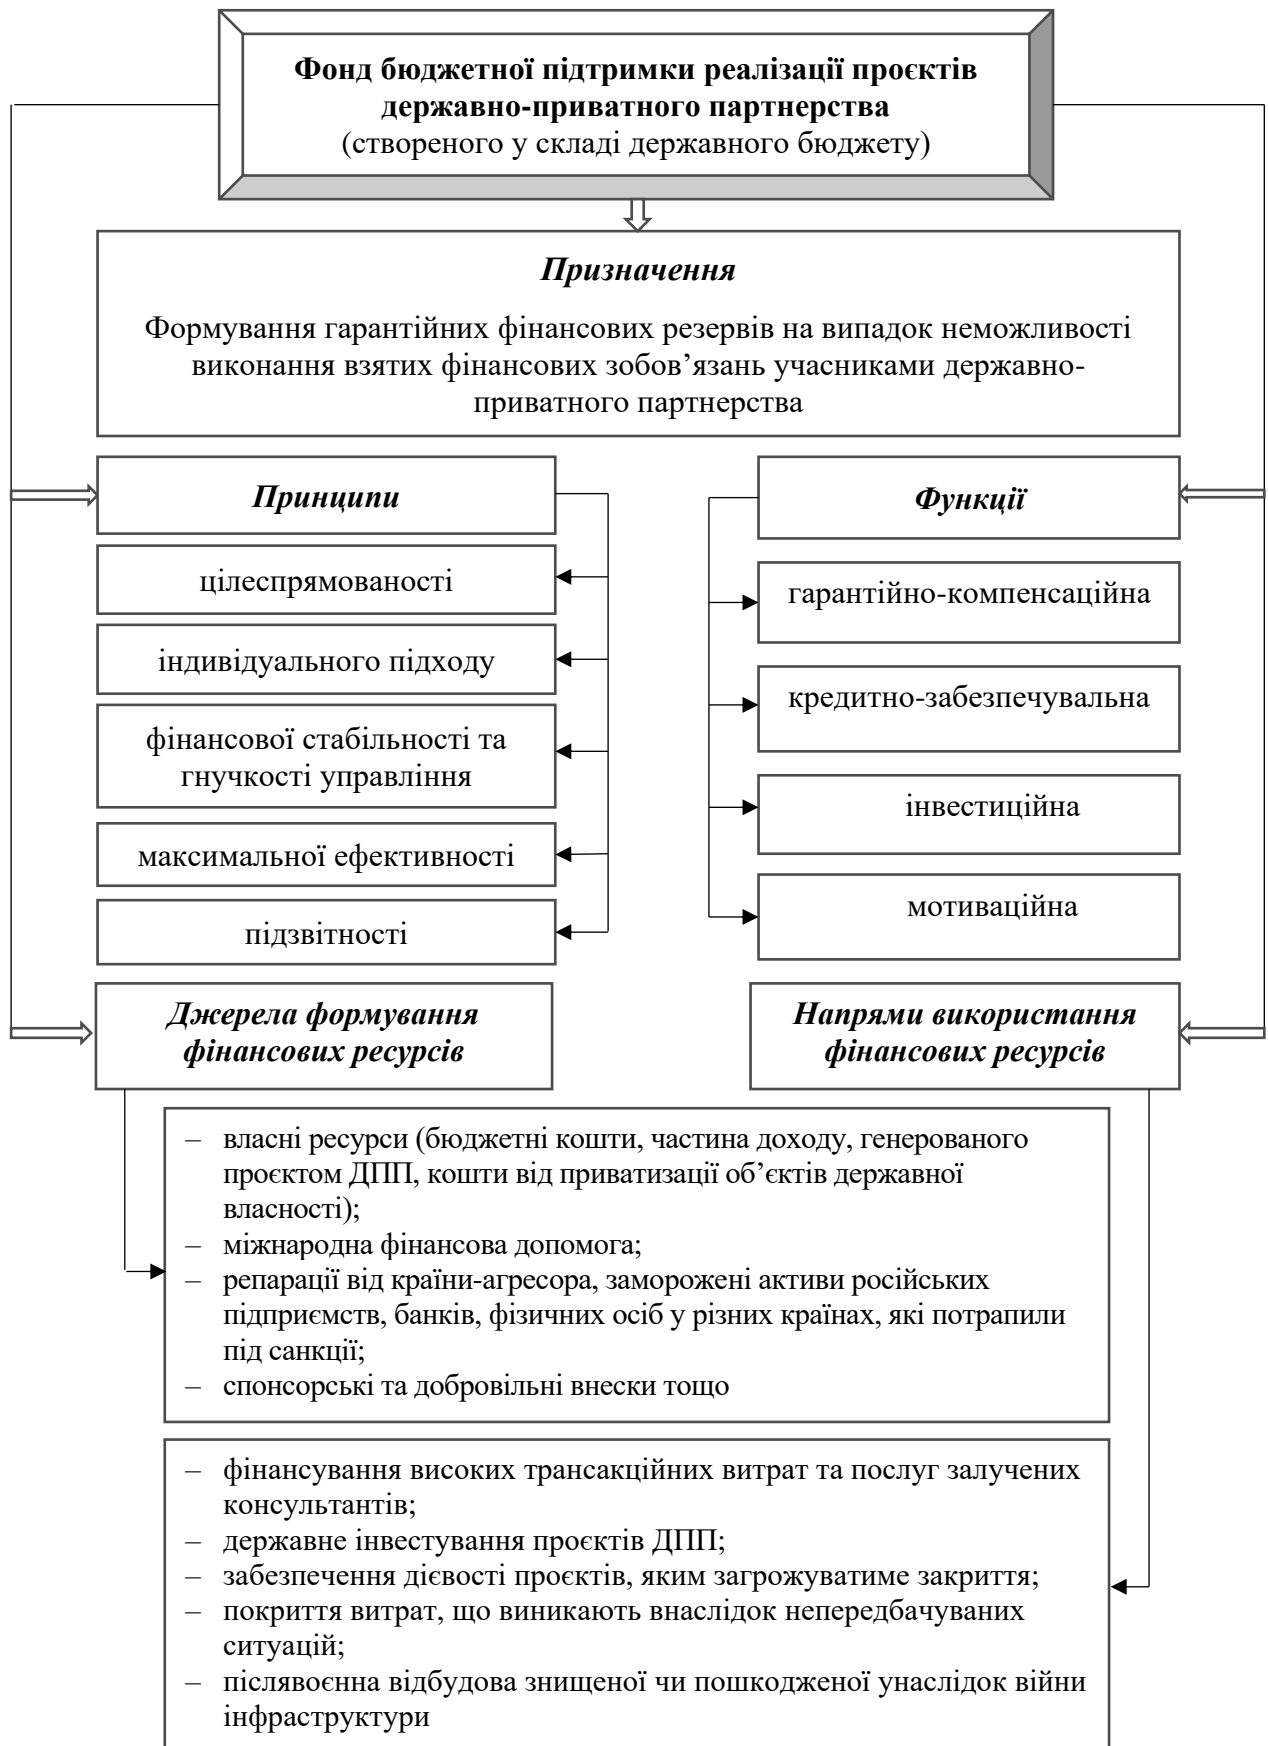 Фонд бюджетної підтримки реалізації проєктів
державно-приватного партнерства
(створеного у складі державного бюджету)
Призначення
Формування гарантійних фінансових резервів на випадок неможливості
виконання взятих фінансових зобов’язань учасниками державно-
приватного партнерства
Принципи
цілеспрямованості
індивідуального підходу
фінансової стабільності та
гнучкості управління
максимальної ефективності
підзвітності
Функції
гарантійно-компенсаційна
кредитно-забезпечувальна
інвестиційна
мотиваційна
Джерела формування
фінансових ресурсів
Напрями використання
фінансових ресурсів
– власні ресурси (бюджетні кошти, частина доходу, генерованого
проєктом ДПП, кошти від приватизації об’єктів державної
власності);
– міжнародна фінансова допомога;
– репарації від країни-агресора, заморожені активи російських
підприємств, банків, фізичних осіб у різних країнах, які потрапили
під санкції;
– спонсорські та добровільні внески тощо
– фінансування високих трансакційних витрат та послуг залучених
консультантів;
– державне інвестування проєктів ДПП;
– забезпечення дієвості проєктів, яким загрожуватиме закриття;
– покриття витрат, що виникають внаслідок непередбачуваних
ситуацій;
– післявоєнна відбудова знищеної чи пошкодженої унаслідок війни
інфраструктури